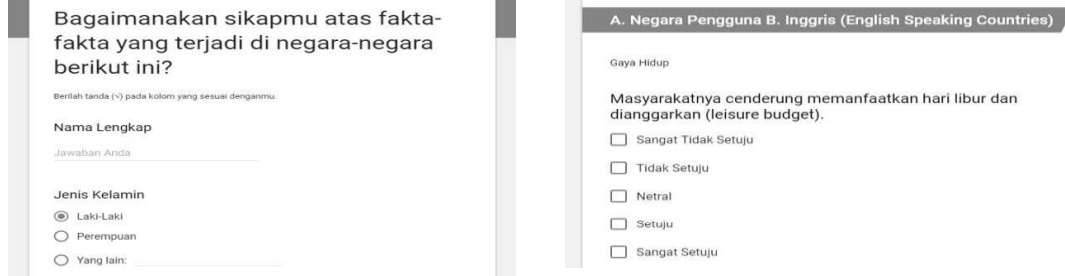 Bagaimanakan sikapmu atas fakta-
fakta yang terjadi di negara-negara
berikut ini?
Berilah tanda (√) pada kolom yang sesuai denganmu.
Nama Lengkap
Jawaban Anda
Jenis Kelamin
Laki-Laki
Perempuan
Yang lain:
A. Negara Pengguna B. Inggris (English Speaking Countries)
Gaya Hidup
Masyarakatnya cenderung memanfaatkan hari libur dan
dianggarkan (leisure budget).
Sangat Tidak Setuju
Tidak Setuju
Netral
Setuju
Sangat Setuju